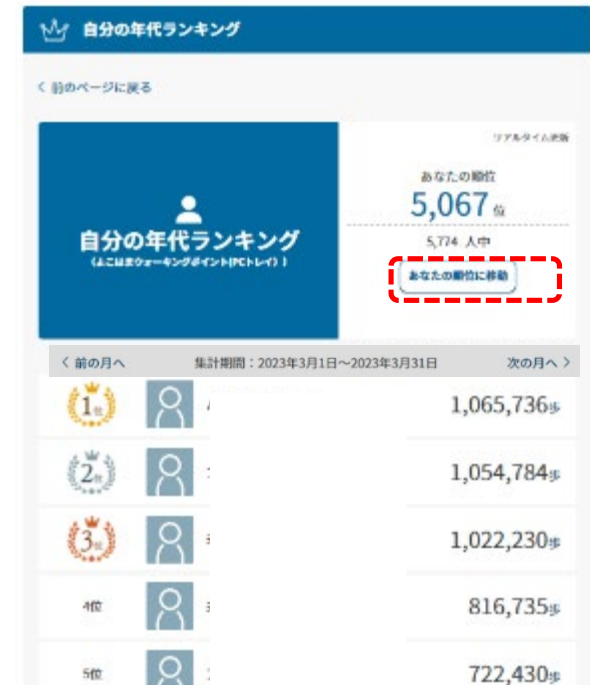 自分の年代ランキング
< 前のページに戻る
リアルタイム更新
あなたの順位
5,067 位
5,774 人中
あなたの順位に移動
自分の年代ランキング
(よこはまウォーキングポイント(PCトレイ) )
< 前の月へ 集計期間：2023年3月1日～2023年3月31日 次の月へ >
1位 1,065,736歩
2位 1,054,784歩
3位 1,022,230歩
4位 816,735歩
5位 722,430歩